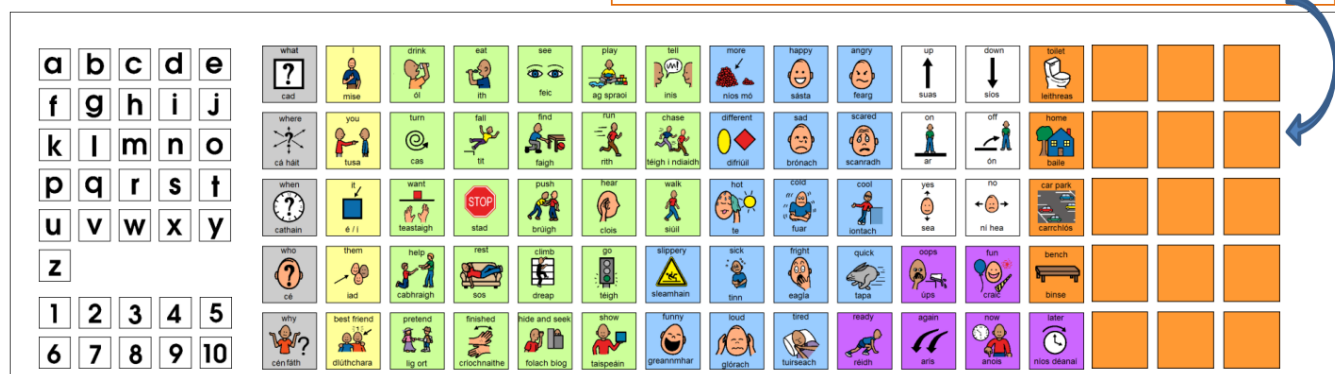 a b c d e
f g h i j
k l m n o
p q r s t
u v w x y
z
1 2 3 4 5
6 7 8 9 10
what I drink eat see play tell more happy angry up down toilet
cad mise ól ith feic ag spraoi inis níos mó sásta fearg suas síos leithreas
where you turn fall find run chase different sad scared on off home
cá háit tusa cas tit faigh rith téigh i ndiaidh difriúil brónach scanradh ar ón baile
when it want STOP push hear walk hot cold cool yes no car park
cathain é / í teastaigh stad brúigh clois siúil te fuar iontach sea ní hea carrchlós
who them help rest climb go slippery sick fright quick oops fun bench
cé iad cabhraigh sos dreap téigh sleamhain tinn eagla tapa úps craic binse
why best friend pretend finished hide and seek show funny loud tired ready again now later
cén fáth dlúthchara lig ort críochnaithe folach bíog taispeáin greannmhar glórach tuirseach réidh arís anois níos déanaí